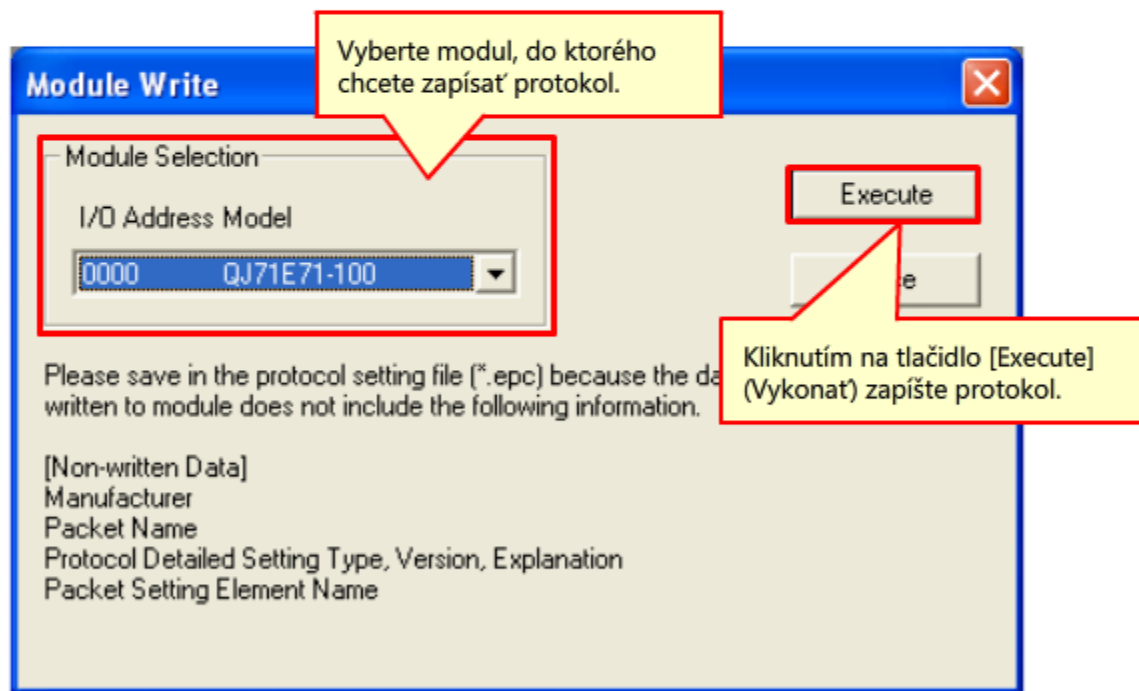 Vyberte modul, do ktorého
chcete zapísať protokol.
Module Write
Module Selection
I/O Address Model
0000 QJ71E71-100
Execute
Kliknutím na tlačidlo [Execute]
(Vykonať) zapíšte protokol.
Please save in the protocol setting file (*.epc) because the
written to module does not include the following information.
[Non-written Data]
Manufacturer
Packet Name
Protocol Detailed Setting Type, Version, Explanation
Packet Setting Element Name